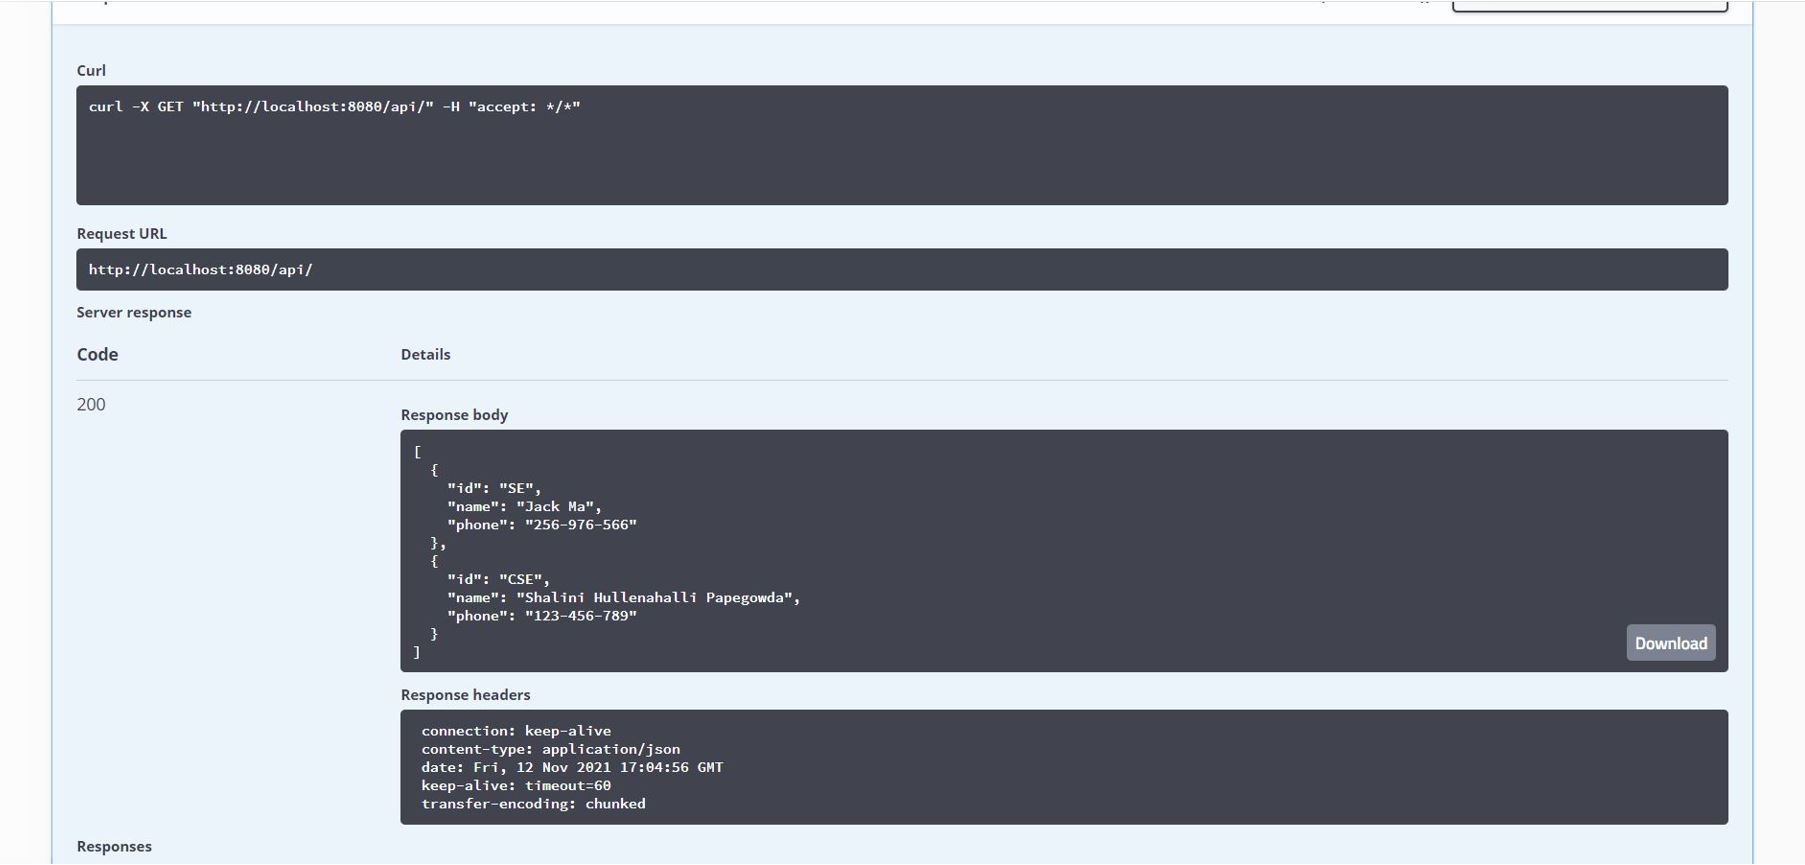 Curl
curl -X GET "http://localhost:8080/api/" -H "accept: */*"
Request URL
http://localhost:8080/api/
Server response
Code Details
200
Response body
[
  {
    "id": "SE",
    "name": "Jack Ma",
    "phone": "256-976-566"
  },
  {
    "id": "CSE",
    "name": "Shalini Hullenahalli Papegowda",
    "phone": "123-456-789"
  }
]
Download
Response headers
connection: keep-alive
content-type: application/json
date: Fri, 12 Nov 2021 17:04:56 GMT
keep-alive: timeout=60
transfer-encoding: chunked
Responses